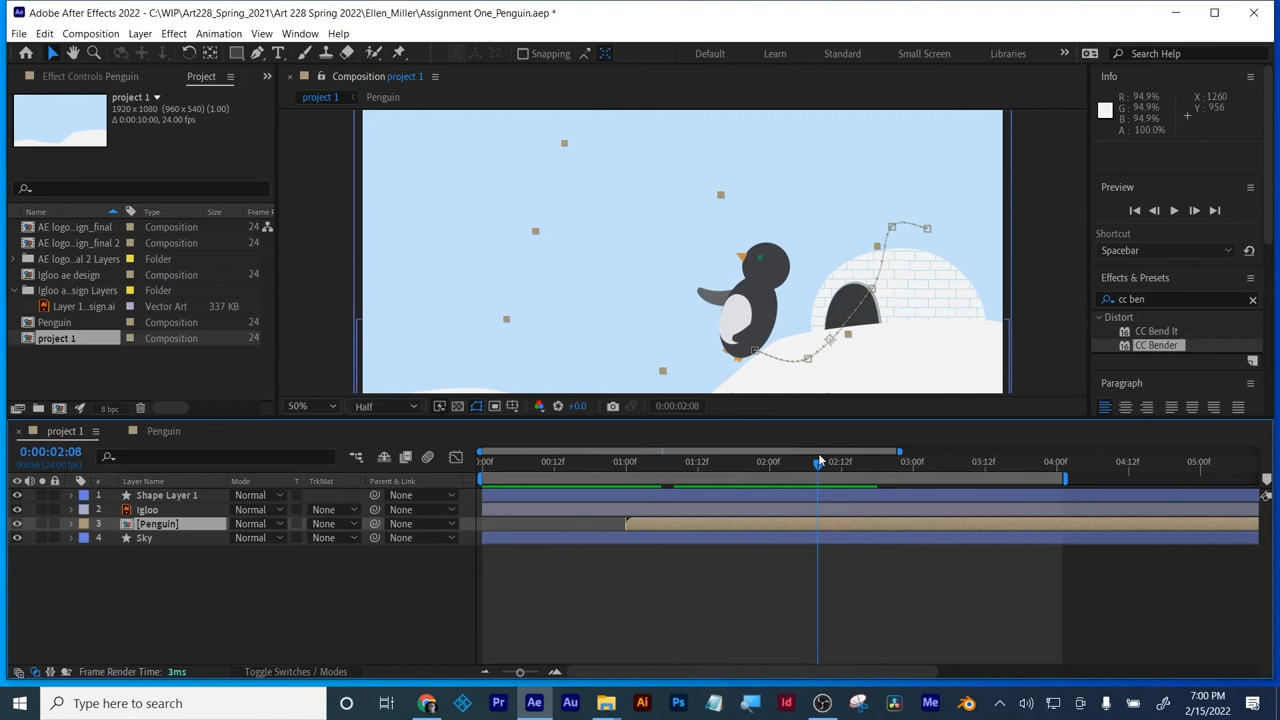 Adobe After Effects 2022 - C:\WIP\Art228_Spring_2021\Art 228 Spring 2022\Ellen_Miller\Assignment One_Penguin.aep *
File Edit Composition Layer Effect Animation View Window Help
Snapping Default Learn Standard Small Screen Libraries Search Help
Effect Controls Penguin Project Composition project 1 Info
project 1
1920 x 1080 (960 x 540) (1.00)
Δ 0:00:10:00, 24.00 fps
project 1 Penguin
R: 94.9% X: 1260
G: 94.9% Y: 956
B: 94.9%
A: 100.0%
Preview
Shortcut
Spacebar
Effects & Presets
cc ben
Distort
CC Bend It
CC Bender
Paragraph
Name Type Size Frame R
AE logo...ign_final Composition 24
AE logo...ign_final 2 Composition 24
AE logo...al 2 Layers Folder
Igloo ae design Composition 24
Igloo a...sign Layers Folder
Layer 1...sign.ai Vector Art 337 KB
Penguin Composition 24
project 1 Composition 24
8 bpc
50% Half +0.0 0:00:02:08
project 1 Penguin
0:00:02:08
00056 (24.00 fps)
:00f 00:12f 01:00f 01:12f 02:00f 02:12f 03:00f 03:12f 04:00f 04:12f 05:00f
# Layer Name Mode T TrkMat Parent & Link
1 Shape Layer 1 Normal None
2 Igloo Normal None None
3 [Penguin] Normal None None
4 Sky Normal None None
Frame Render Time: 3ms Toggle Switches / Modes
Type here to search
Pr Ae Au Ai Ps Id Me
7:00 PM
2/15/2022